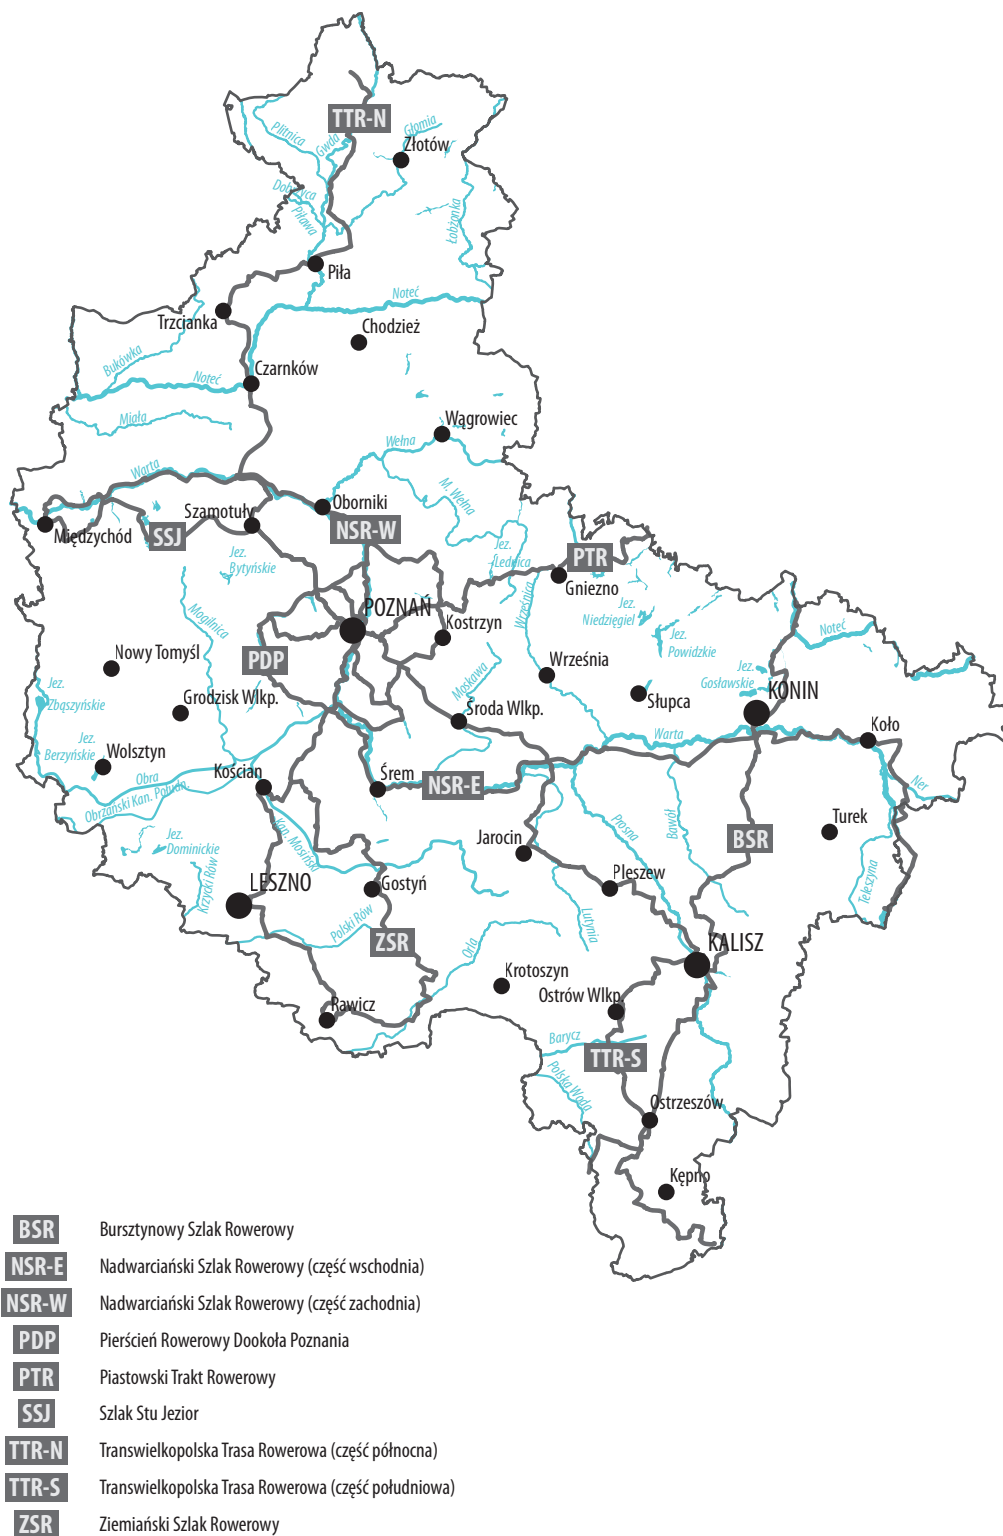 TTR-N
Płitnica
Gwda
Głomia
Złotów
Dobrzyca
Piława
Łobżonka
Piła
Noteć
Trzcianka
Chodzież
Bukówka
Noteć
Czarnków
Miała
Wągrowiec
Wełna
Warta
M. Wełna
Oborniki
Szamotuły
NSR-W
Międzychód
SSJ
Jez.
Bytyńskie
Jez.
Lednica
PTR
Gniezno
Wrześnica
Jez.
Niedzięgiel
Mogilnica
POZNAŃ
Kostrzyn
Jez.
Powidzkie
Noteć
Nowy Tomyśl
PDP
Moskawa
Września
Jez.
Gosławskie
KONIN
Jez.
Zbąszyńskie
Grodzisk Wlkp.
Słupca
Środa Wlkp.
Koło
Jez.
Berzyńskie
Wolsztyn
Warta
Obra
Kościan
Śrem
NSR-E
Ner
Obrzański Kan. Połudn.
Kan. Mosiński
Prosna
Bawół
Turek
Jez.
Dominickie
Jarocin
BSR
Krzycki Rów
LESZNO
Gostyń
Pleszew
Teleszyna
Polski Rów
ZSR
Orla
Lutynia
KALISZ
Krotoszyn
Ostrów Wlkp.
Rawicz
Barycz
TTR-S
Polska Woda
Ostrzeszów
Kępno
BSR Bursztynowy Szlak Rowerowy
NSR-E Nadwarciański Szlak Rowerowy (część wschodnia)
NSR-W Nadwarciański Szlak Rowerowy (część zachodnia)
PDP Pierścień Rowerowy Dookoła Poznania
PTR Piastowski Trakt Rowerowy
SSJ Szlak Stu Jezior
TTR-N Transwielkopolska Trasa Rowerowa (część północna)
TTR-S Transwielkopolska Trasa Rowerowa (część południowa)
ZSR Ziemiański Szlak Rowerowy